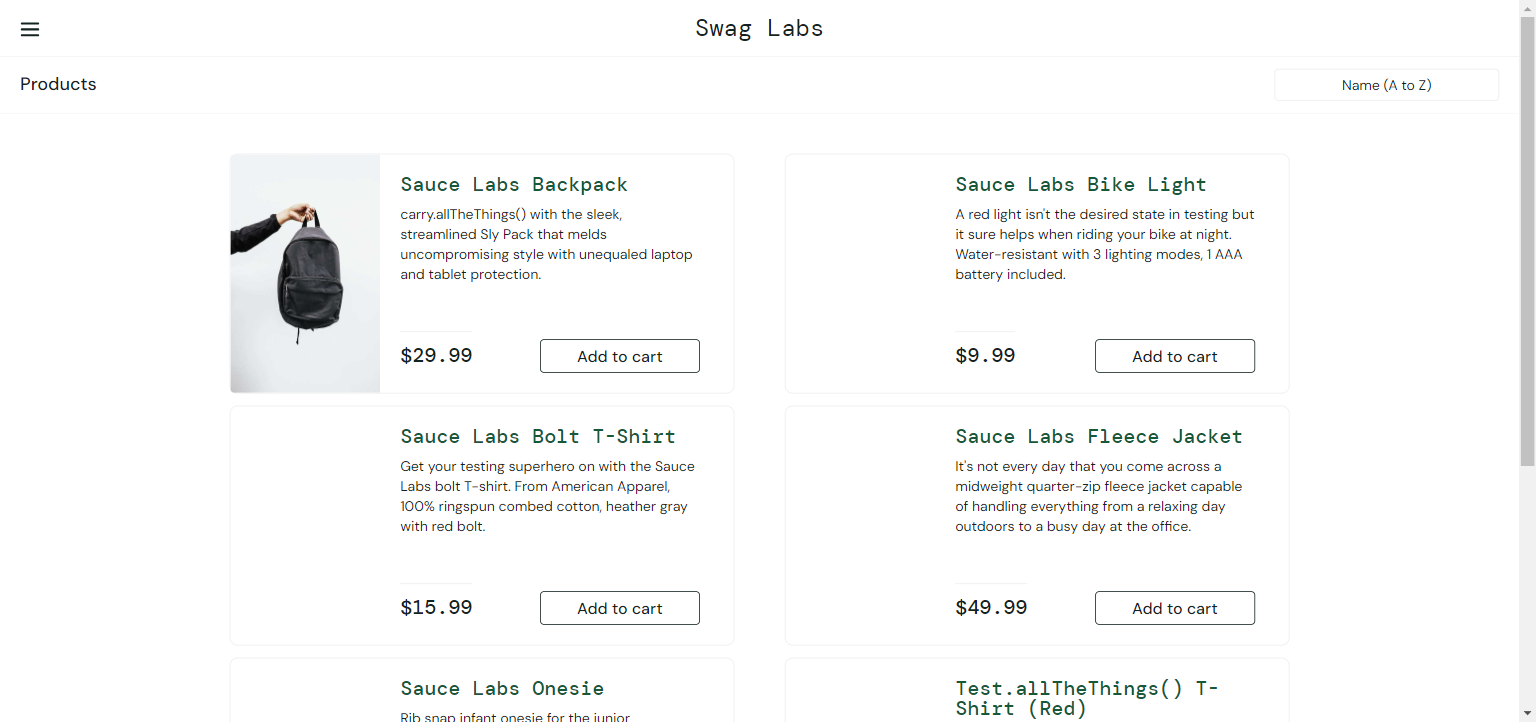 Swag Labs
Products
Name (A to Z)
Sauce Labs Backpack
carry.allTheThings() with the sleek,
streamlined Sly Pack that melds
uncompromising style with unequaled laptop
and tablet protection.
$29.99
Add to cart
Sauce Labs Bike Light
A red light isn't the desired state in testing but
it sure helps when riding your bike at night.
Water-resistant with 3 lighting modes, 1 AAA
battery included.
$9.99
Add to cart
Sauce Labs Bolt T-Shirt
Get your testing superhero on with the Sauce
Labs bolt T-shirt. From American Apparel,
100% ringspun combed cotton, heather gray
with red bolt.
$15.99
Add to cart
Sauce Labs Fleece Jacket
It's not every day that you come across a
midweight quarter-zip fleece jacket capable
of handling everything from a relaxing day
outdoors to a busy day at the office.
$49.99
Add to cart
Sauce Labs Onesie
Rib snap infant onesie for the junior
Test.allTheThings() T-
Shirt (Red)